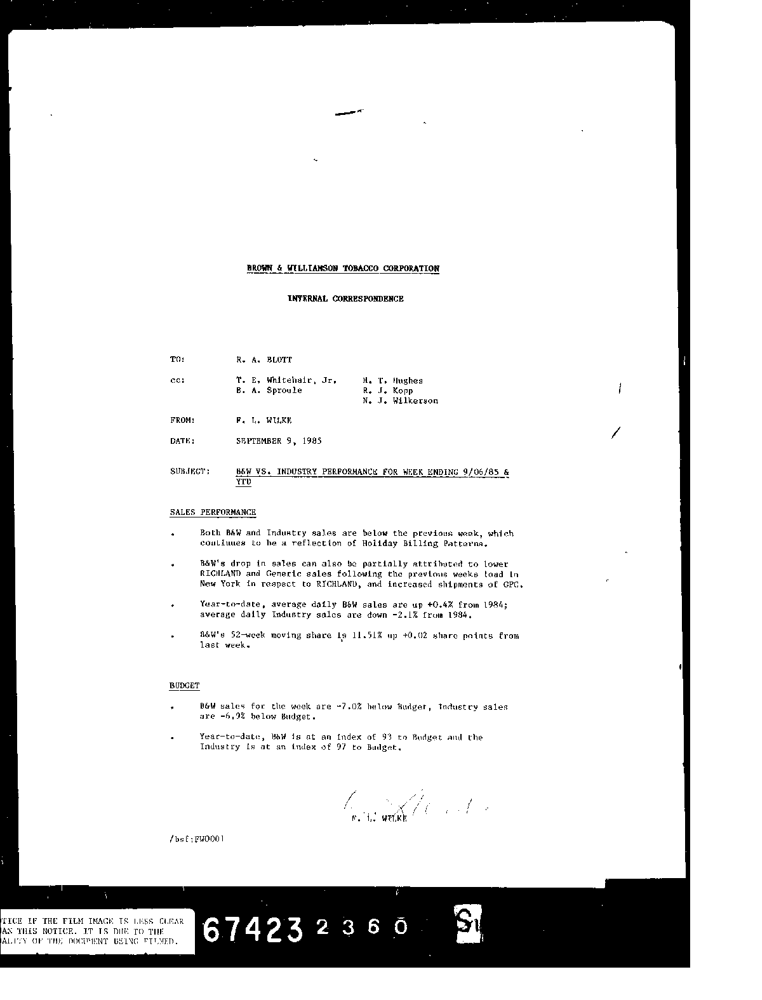 BROWN & WILLIAMSON TOBACCO CORPORATION
INTERNAL CORRESPONDENCE
TO: R. A. BLOTT
cc: T. E. Whitehair, Jr. H. T. Hughes
E. A. Sproule R. J. Kopp
N. J. Wilkerson
FROM: F. L. WILKE
DATE: SEPTEMBER 9, 1985
SUBJECT: B&W VS. INDUSTRY PERFORMANCE FOR WEEK ENDING 9/06/85 &
YTD
SALES PERFORMANCE
. Both B&W and Industry sales are below the previous week, which
continues to be a reflection of Holiday Billing Patterns.
. B&W's drop in sales can also be partially attributed to lower
RICHLAND and Generic sales following the previous weeks load in
New York in respect to RICHLAND, and increased shipments of GPC.
. Year-to-date, average daily B&W sales are up +0.4% from 1984;
average daily Industry sales are down -2.1% from 1984.
. B&W's 52-week moving share is 11.51% up +0.02 share points from
last week.
BUDGET
. B&W sales for the week are -7.0% below Budget, Industry sales
are -6.9% below Budget.
. Year-to-date, B&W is at an index of 93 to Budget and the
Industry is at an index of 97 to Budget.
F. L. WILKE
/bsf:FW0001
TICE IF THE FILM IMAGE IS LESS CLEAR
AN THIS NOTICE. IT IS DUE TO THE
ALITY OF THE DOCUMENT BEING FILMED.
67423 2360